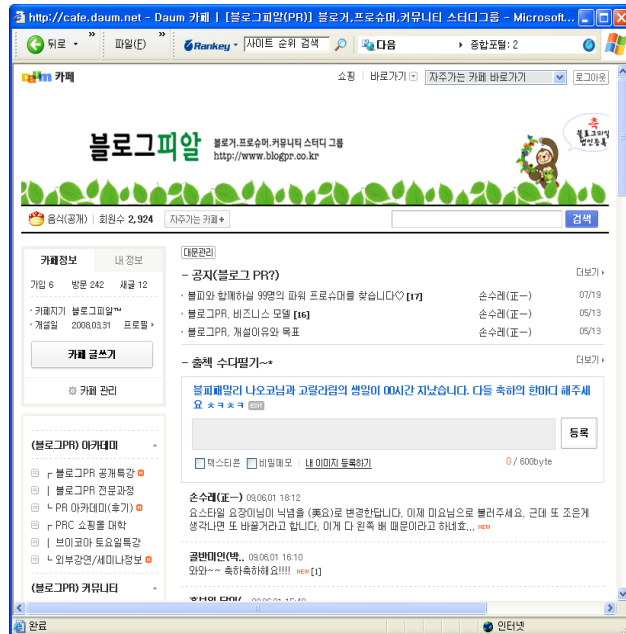 http://cafe.daum.net - Daum 카페 | [블로그피알(PR)] 블로거,프로슈머,커뮤니티 스터디그룹 - Microsoft...
뒤로 » 파일(E) » Rankey 사이트 순위 검색 다음 종합포털: 2
Daum 카페 쇼핑 바로가기 자주가는 카페 바로가기 로그아웃
블로그피알
블로거.프로슈머.커뮤니티 스터디 그룹
http://www.blogpr.co.kr
축
블로그피알
법인등록
음식(공개) 회원수 2,924 자주가는 카페+ 검색
카페정보 내 정보
가입 6 방문 242 새글 12
· 카페지기 블로그피알™
· 개설일 2008.03.31 프로필
카페 글쓰기
카페 관리
(블로그PR) 아카데미
┌ 블로그PR 공개특강
| 블로그PR 전문과정
└ PR 아카데미(후기)
┌ PRC 쇼핑몰 대학
| 브이코아 토요일특강
└ 외부강연/세미나정보
(블로그PR) 커뮤니티
대문관리
– 공지(블로그 PR?) 더보기
· 블피와 함께하실 99명의 파워 프로슈머를 찾습니다♡ [17] 손수레(正一) 07/19
· 블로그PR, 비즈니스 모델 [16] 손수레(正一) 05/13
· 블로그PR, 개설이유와 목표 손수레(正一) 05/13
– 출첵 수다떨기~* 더보기
블피패밀리 나오코님과 고릴라림의 생일이 00시간 지났습니다. 다들 축하의 한마디 해주세
요 ㅊㅋㅊㅋ EDIT
등록
텍스티콘 비밀메모 내 이미지 등록하기 0 / 600byte
손수레(正一) 09.06.01 18:12
요스타일 요장이님이 닉넴을 (美요)로 변경한답니다. 이제 미요님으로 불러주세요. 근데 또 조은게
생각나면 또 바꿀거라고 합니다. 이게 다 왼쪽 배 때문이라고 하네효... NEW
골반미인(박.. 09.06.01 16:10
와와~~ 축하축하해요!!!! NEW [1]
09.06.01 15:40
완료 인터넷